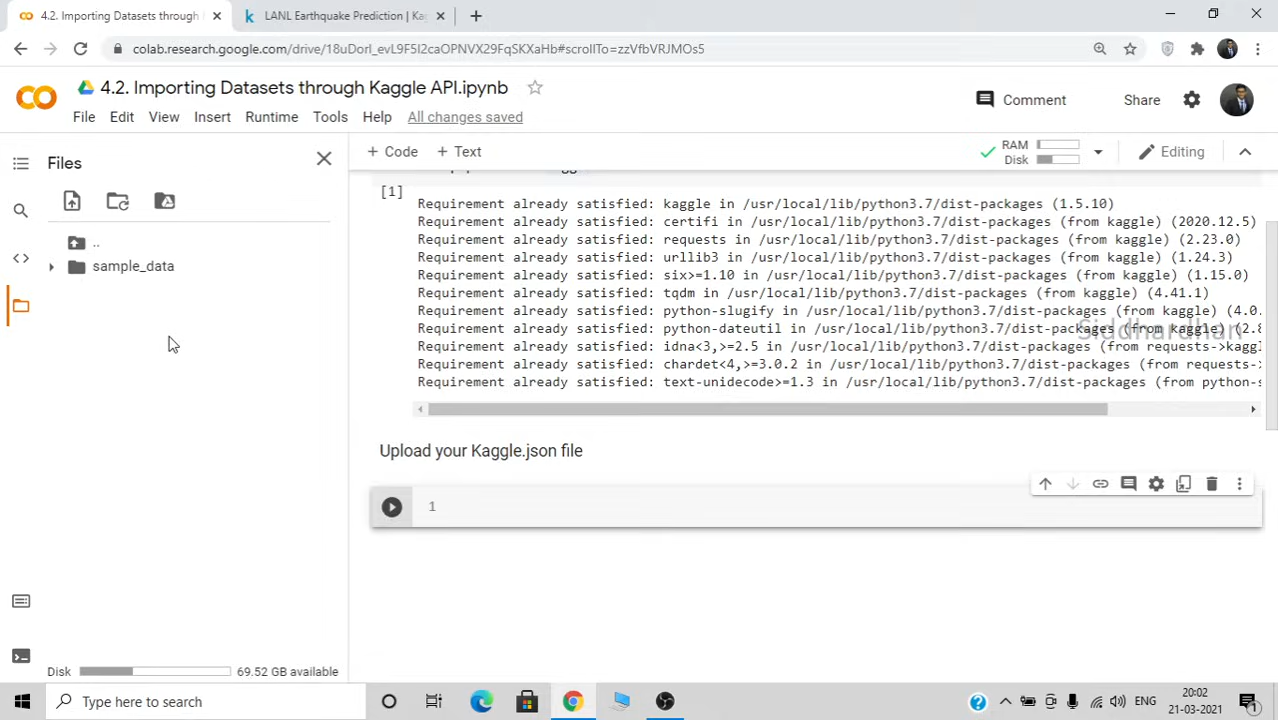 4.2. Importing Datasets through
LANL Earthquake Prediction | Kag
colab.research.google.com/drive/18uDorl_evL9F5I2caOPNVX29FqSKXaHb#scrollTo=zzVfbVRJMOs5
4.2. Importing Datasets through Kaggle API.ipynb
Comment
Share
File Edit View Insert Runtime Tools Help All changes saved
Files
+ Code + Text
RAM
Disk
Editing
[1]
Requirement already satisfied: kaggle in /usr/local/lib/python3.7/dist-packages (1.5.10)
Requirement already satisfied: certifi in /usr/local/lib/python3.7/dist-packages (from kaggle) (2020.12.5)
Requirement already satisfied: requests in /usr/local/lib/python3.7/dist-packages (from kaggle) (2.23.0)
Requirement already satisfied: urllib3 in /usr/local/lib/python3.7/dist-packages (from kaggle) (1.24.3)
Requirement already satisfied: six>=1.10 in /usr/local/lib/python3.7/dist-packages (from kaggle) (1.15.0)
Requirement already satisfied: tqdm in /usr/local/lib/python3.7/dist-packages (from kaggle) (4.41.1)
Requirement already satisfied: python-slugify in /usr/local/lib/python3.7/dist-packages (from kaggle) (4.0.
Requirement already satisfied: python-dateutil in /usr/local/lib/python3.7/dist-packages (from kaggle) (2.8
Requirement already satisfied: idna<3,>=2.5 in /usr/local/lib/python3.7/dist-packages (from requests->kaggl
Requirement already satisfied: chardet<4,>=3.0.2 in /usr/local/lib/python3.7/dist-packages (from requests->
Requirement already satisfied: text-unidecode>=1.3 in /usr/local/lib/python3.7/dist-packages (from python-s
Siddhardhan
..
sample_data
Upload your Kaggle.json file
1
Disk 69.52 GB available
Type here to search
ENG
20:02
21-03-2021
1